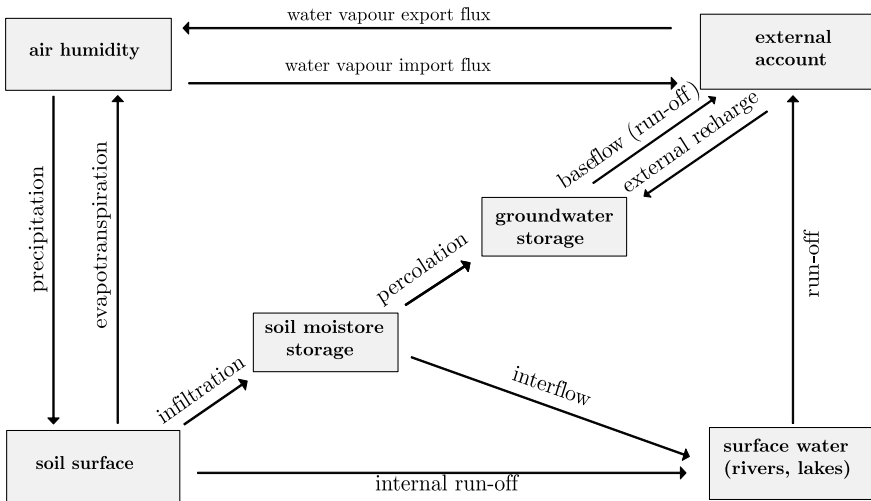 water vapour export flux
air humidity
external
account
water vapour import flux
baseflow (run-off)
external recharge
precipitation
evapotranspiration
groundwater
storage
percolation
run-off
soil moistore
storage
infiltration
interflow
soil surface
surface water
(rivers, lakes)
internal run-off